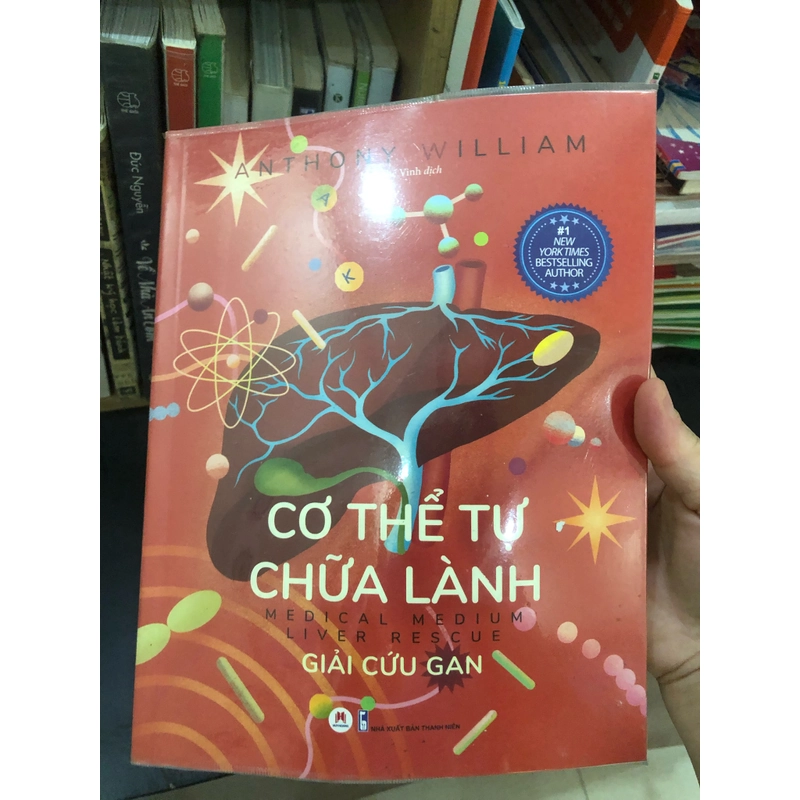 ANTHONY WILLIAM
Vinh dịch
A
K
#1
NEW
YORK TIMES
BESTSELLING
AUTHOR
CƠ THỂ TỰ
CHỮA LÀNH
MEDICAL MEDIUM
LIVER RESCUE
GIẢI CỨU GAN
NHÀ XUẤT BẢN THANH NIÊN
Đức Nguyễn